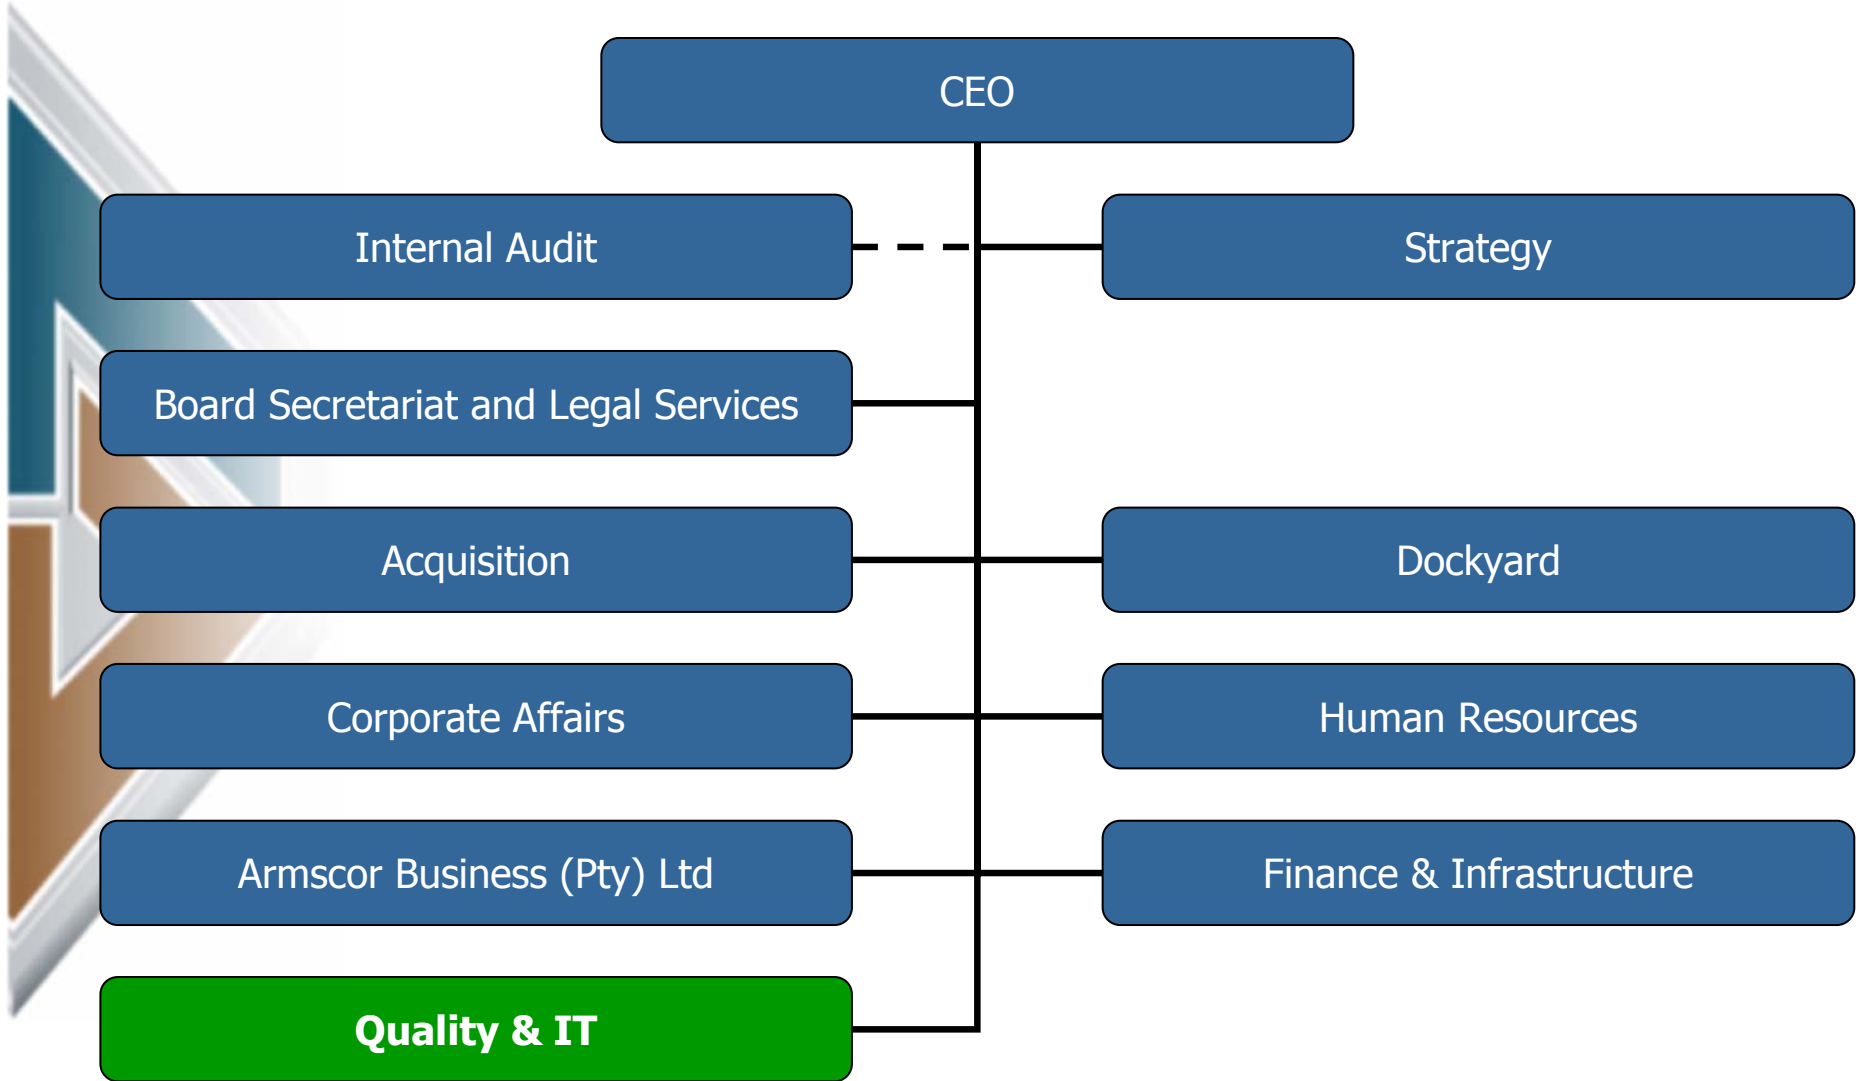 CEO
Internal Audit
Strategy
Board Secretariat and Legal Services
Acquisition
Dockyard
Corporate Affairs
Human Resources
Armscor Business (Pty) Ltd
Finance & Infrastructure
Quality & IT